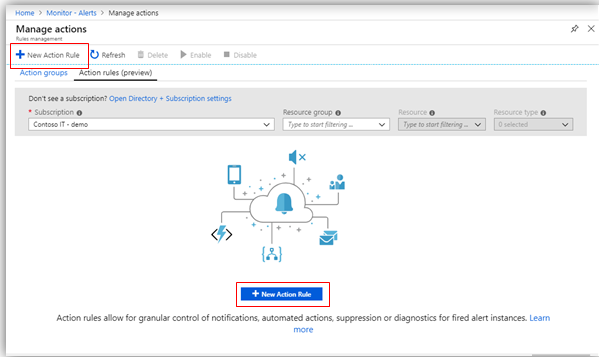 Home > Monitor - Alerts > Manage actions
Manage actions
Rules management
+ New Action Rule Refresh Delete Enable Disable
Action groups Action rules (preview)
Don't see a subscription? Open Directory + Subscription settings
* Subscription Resource group Resource Resource type
Contoso IT - demo Type to start filtering ... Type to start filtering ... 0 selected
+ New Action Rule
Action rules allow for granular control of notifications, automated actions, suppression or diagnostics for fired alert instances. Learn
more